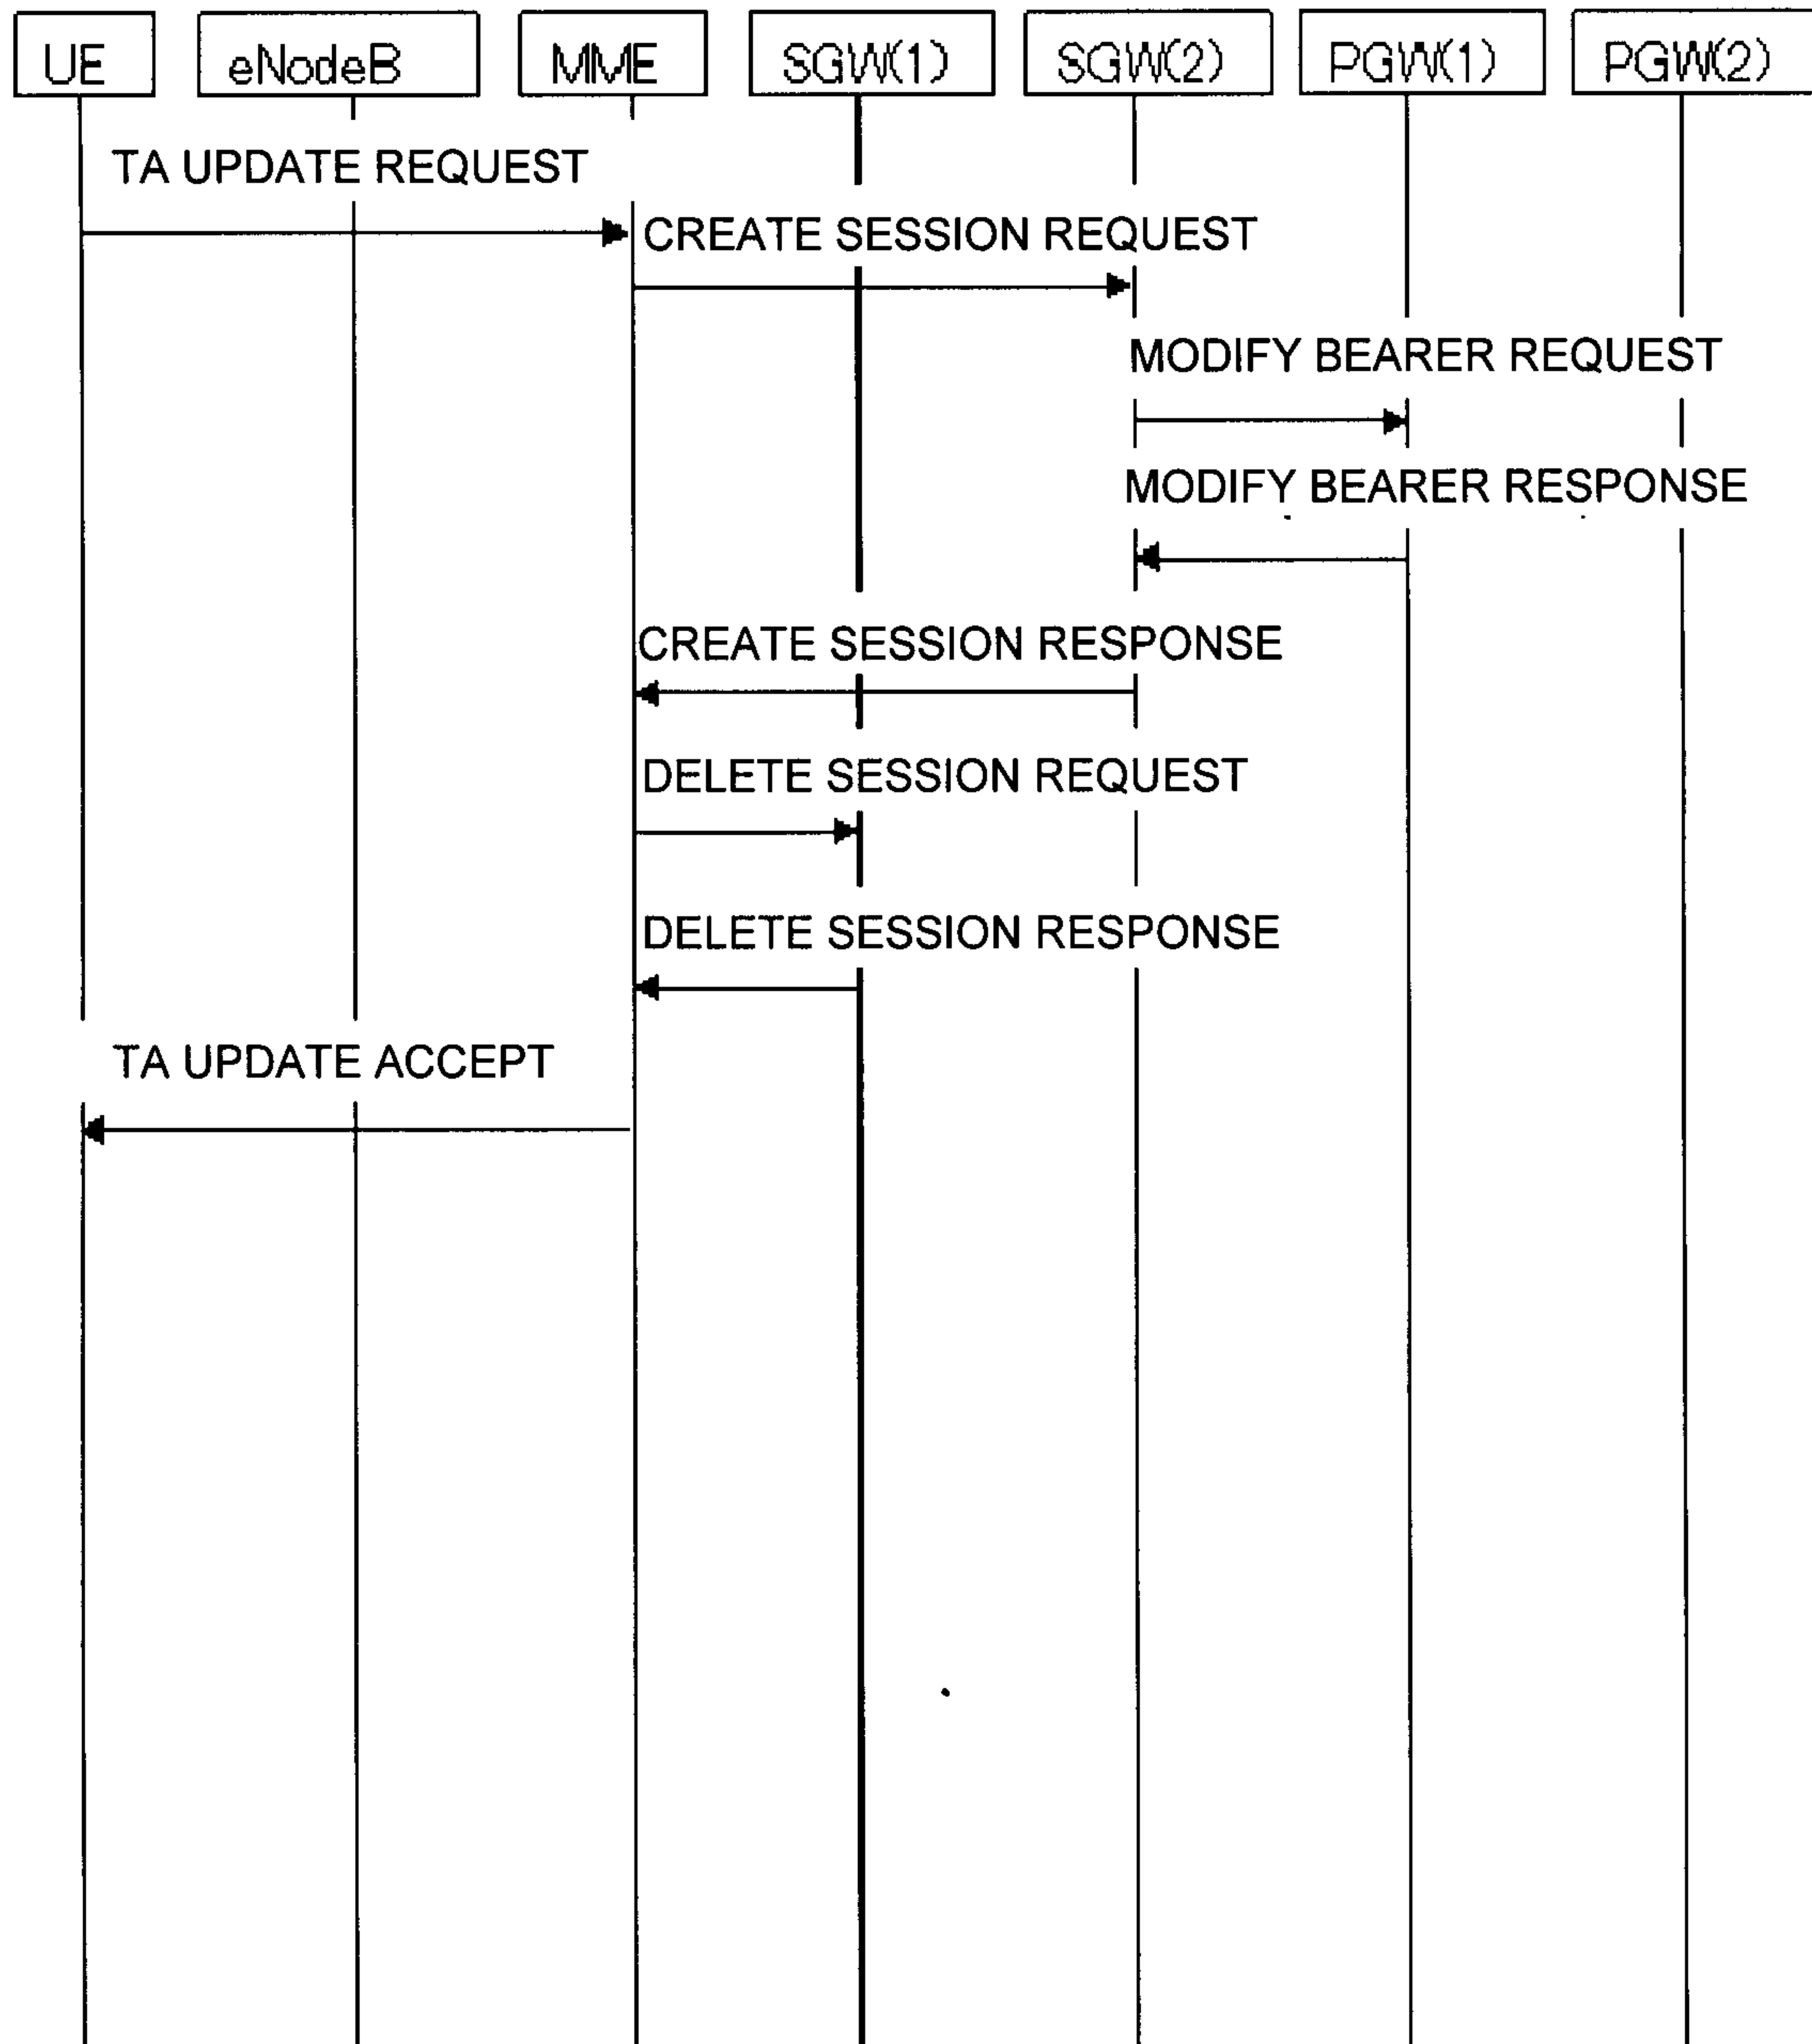 UE eNodeB MME SGW(1) SGW(2) PGW(1) PGW(2)
TA UPDATE REQUEST
CREATE SESSION REQUEST
MODIFY BEARER REQUEST
MODIFY BEARER RESPONSE
CREATE SESSION RESPONSE
DELETE SESSION REQUEST
DELETE SESSION RESPONSE
TA UPDATE ACCEPT